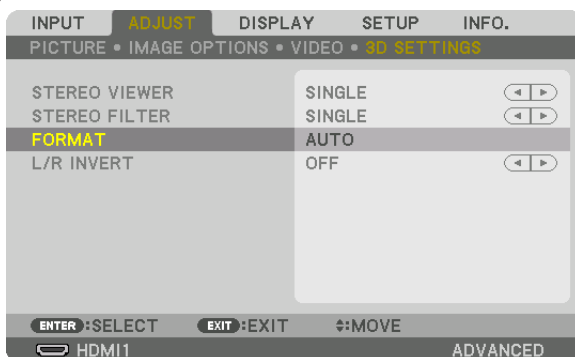 INPUT ADJUST DISPLAY SETUP INFO.
PICTURE • IMAGE OPTIONS • VIDEO • 3D SETTINGS
STEREO VIEWER SINGLE
STEREO FILTER SINGLE
FORMAT AUTO
L/R INVERT OFF
ENTER :SELECT EXIT :EXIT :MOVE
HDMI1 ADVANCED